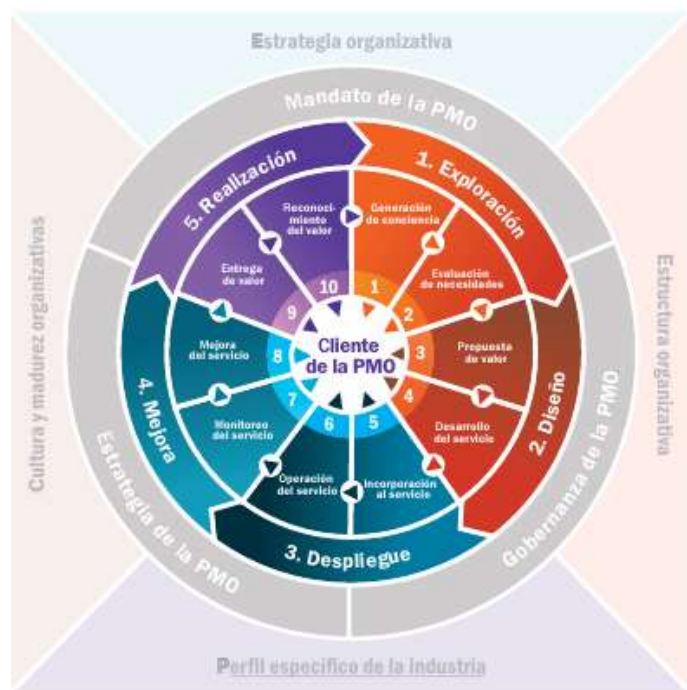 Estrategia organizativa
Mandato de la PMO
1. Exploración
5. Realización
Reconoci-
miento
del valor
Generación
de conciencia
Entrega
de valor
Evaluación
de necesidades
10
1
9
2
Cultura y madurez organizativas
Estructura organizativa
Mejora
del servicio
8
Cliente
de la PMO
3
Propuesta
de valor
7
4
4. Mejora
2. Diseño
Monitoreo
del servicio
6
5
Desarrollo
del servicio
Operación
del servicio
Incorporación
al servicio
Estrategia de la PMO
Gobernanza de la PMO
3. Despliegue
Perfil específico de la industria